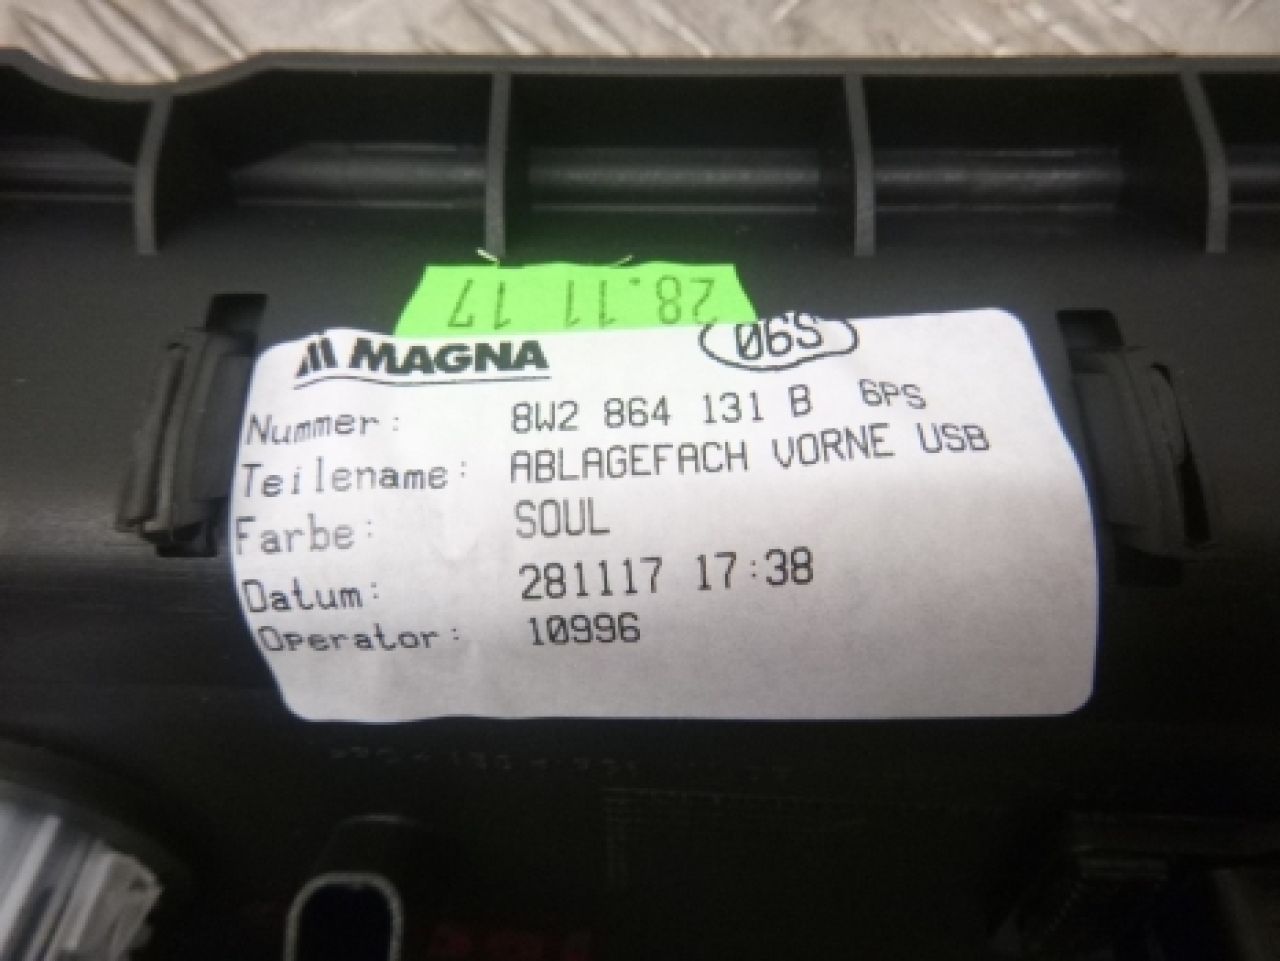 28.11 17
MAGNA
06S
Nummer: 8W2 864 131 B 6PS
Teilename: ABLAGEFACH VORNE USB
Farbe: SOUL
Datum: 281117 17:38
Operator: 10996